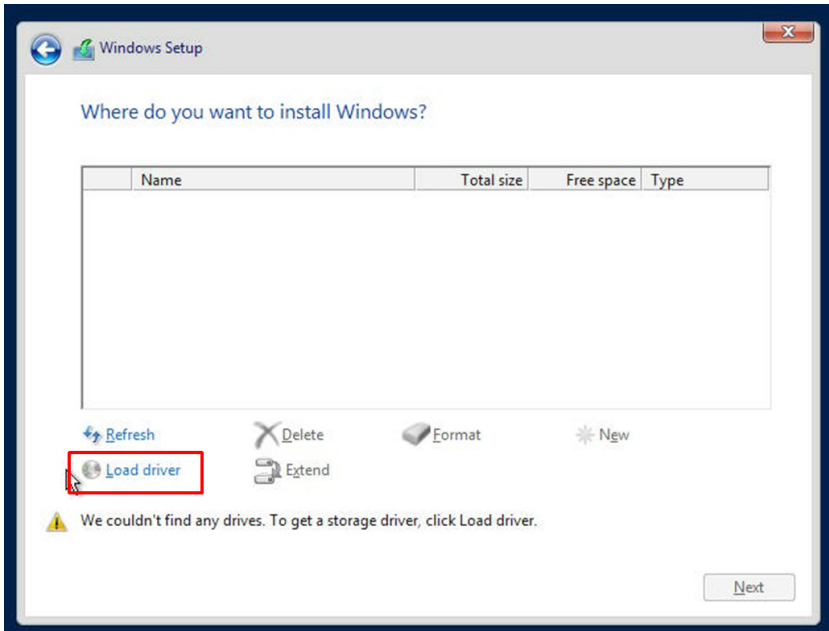 Windows Setup
Where do you want to install Windows?
Name Total size Free space Type
Refresh Delete Format New
Load driver Extend
We couldn't find any drives. To get a storage driver, click Load driver.
Next